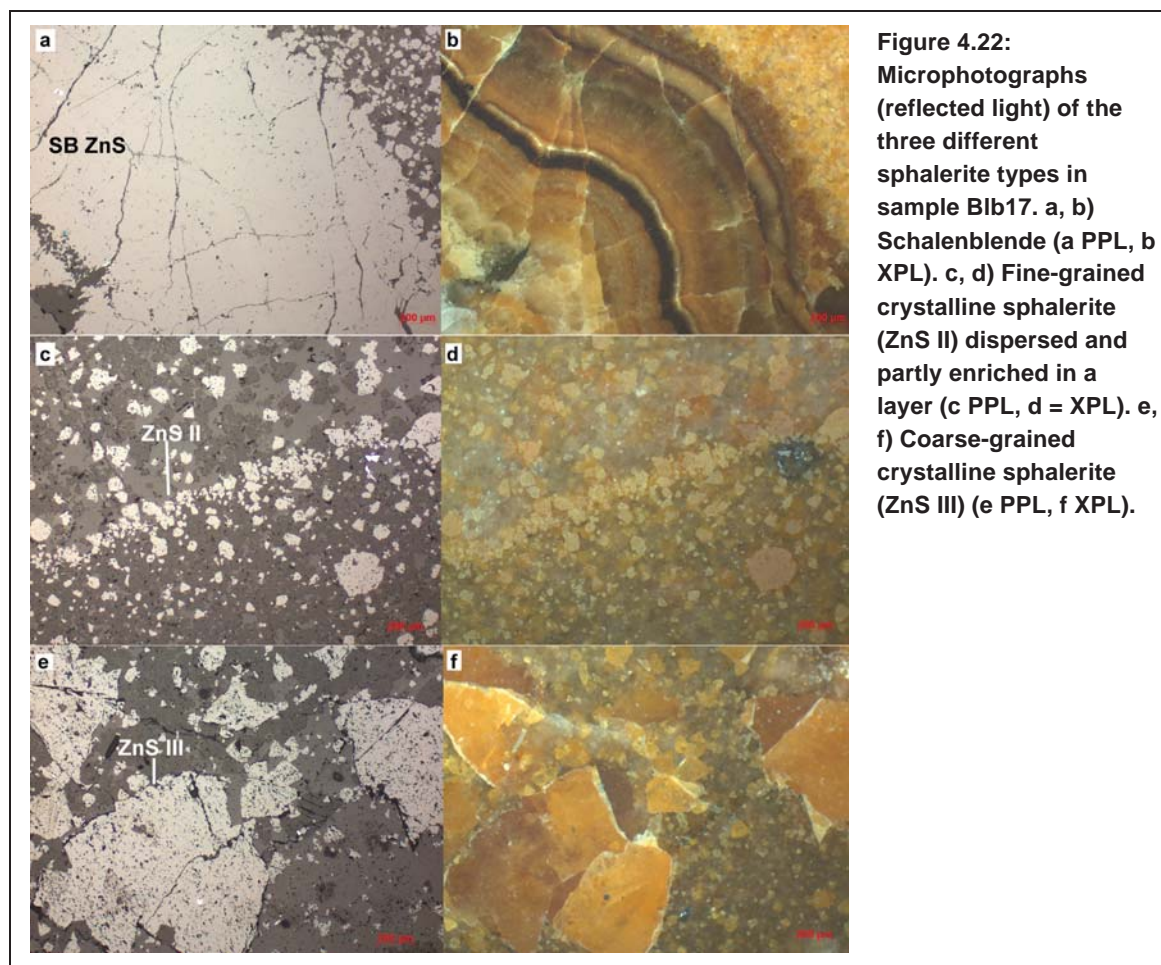 a
b
SB ZnS
c
d
ZnS II
e
f
ZnS III
Figure 4.22:
Microphotographs
(reflected light) of the
three different
sphalerite types in
sample Blb17. a, b)
Schalenblende (a PPL, b
XPL). c, d) Fine-grained
crystalline sphalerite
(ZnS II) dispersed and
partly enriched in a
layer (c PPL, d = XPL). e,
f) Coarse-grained
crystalline sphalerite
(ZnS III) (e PPL, f XPL).